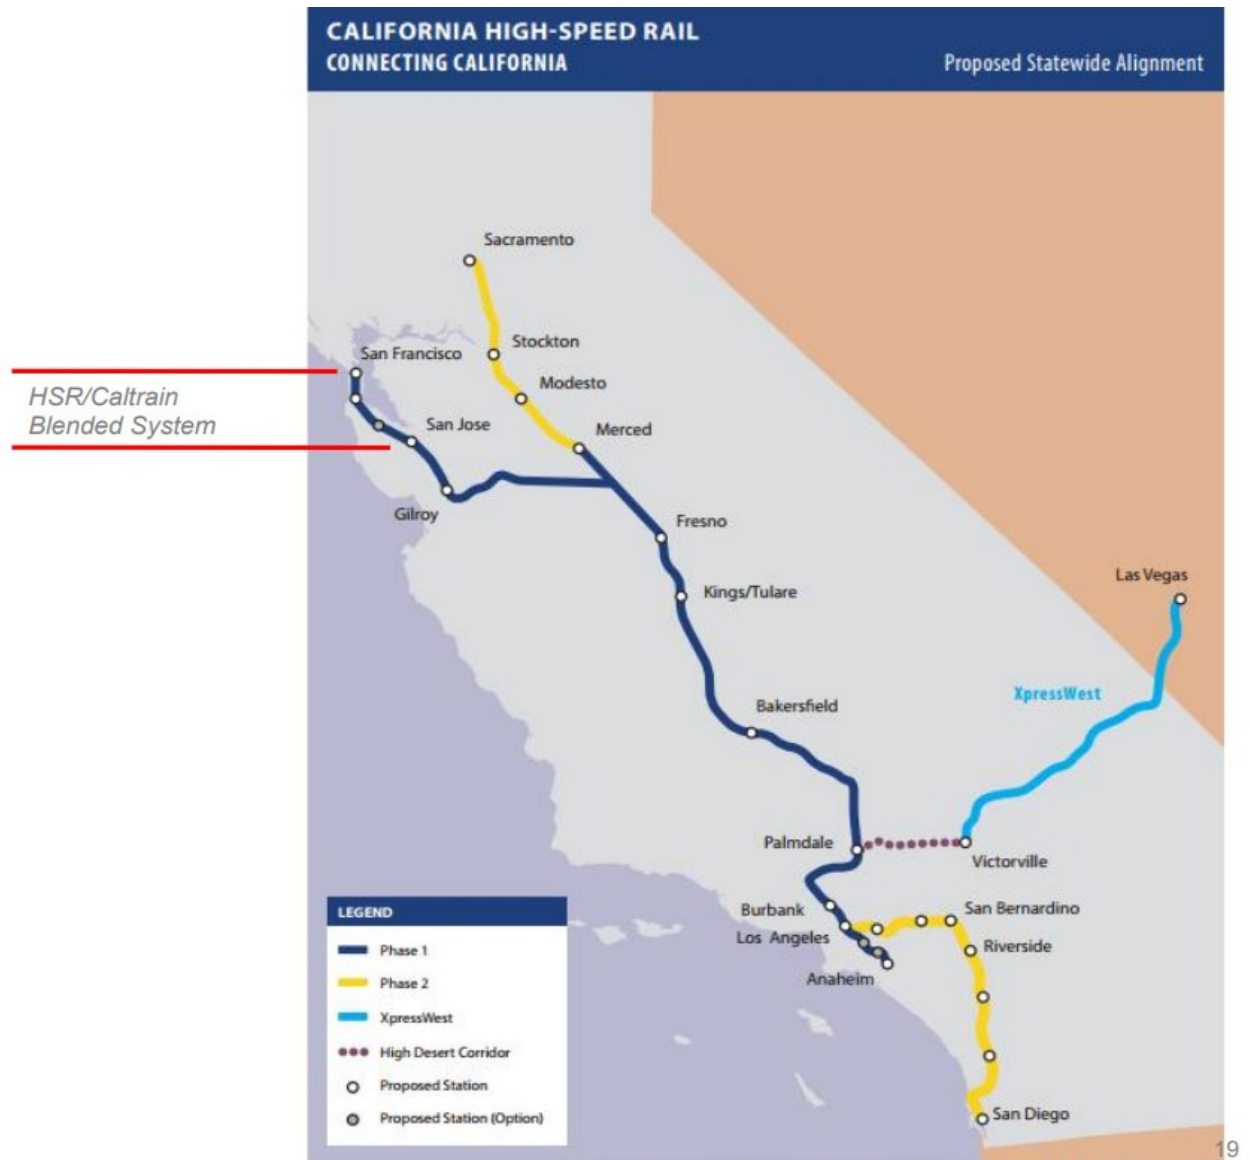 CALIFORNIA HIGH-SPEED RAIL
CONNECTING CALIFORNIA
Proposed Statewide Alignment
Sacramento
Stockton
San Francisco
Modesto
HSR/Caltrain
Blended System
San Jose
Merced
Gilroy
Fresno
Las Vegas
Kings/Tulare
XpressWest
Bakersfield
Palmdale
Victorville
Burbank
San Bernardino
Los Angeles
Riverside
Anaheim
San Diego
LEGEND
Phase 1
Phase 2
XpressWest
High Desert Corridor
Proposed Station
Proposed Station (Option)
19